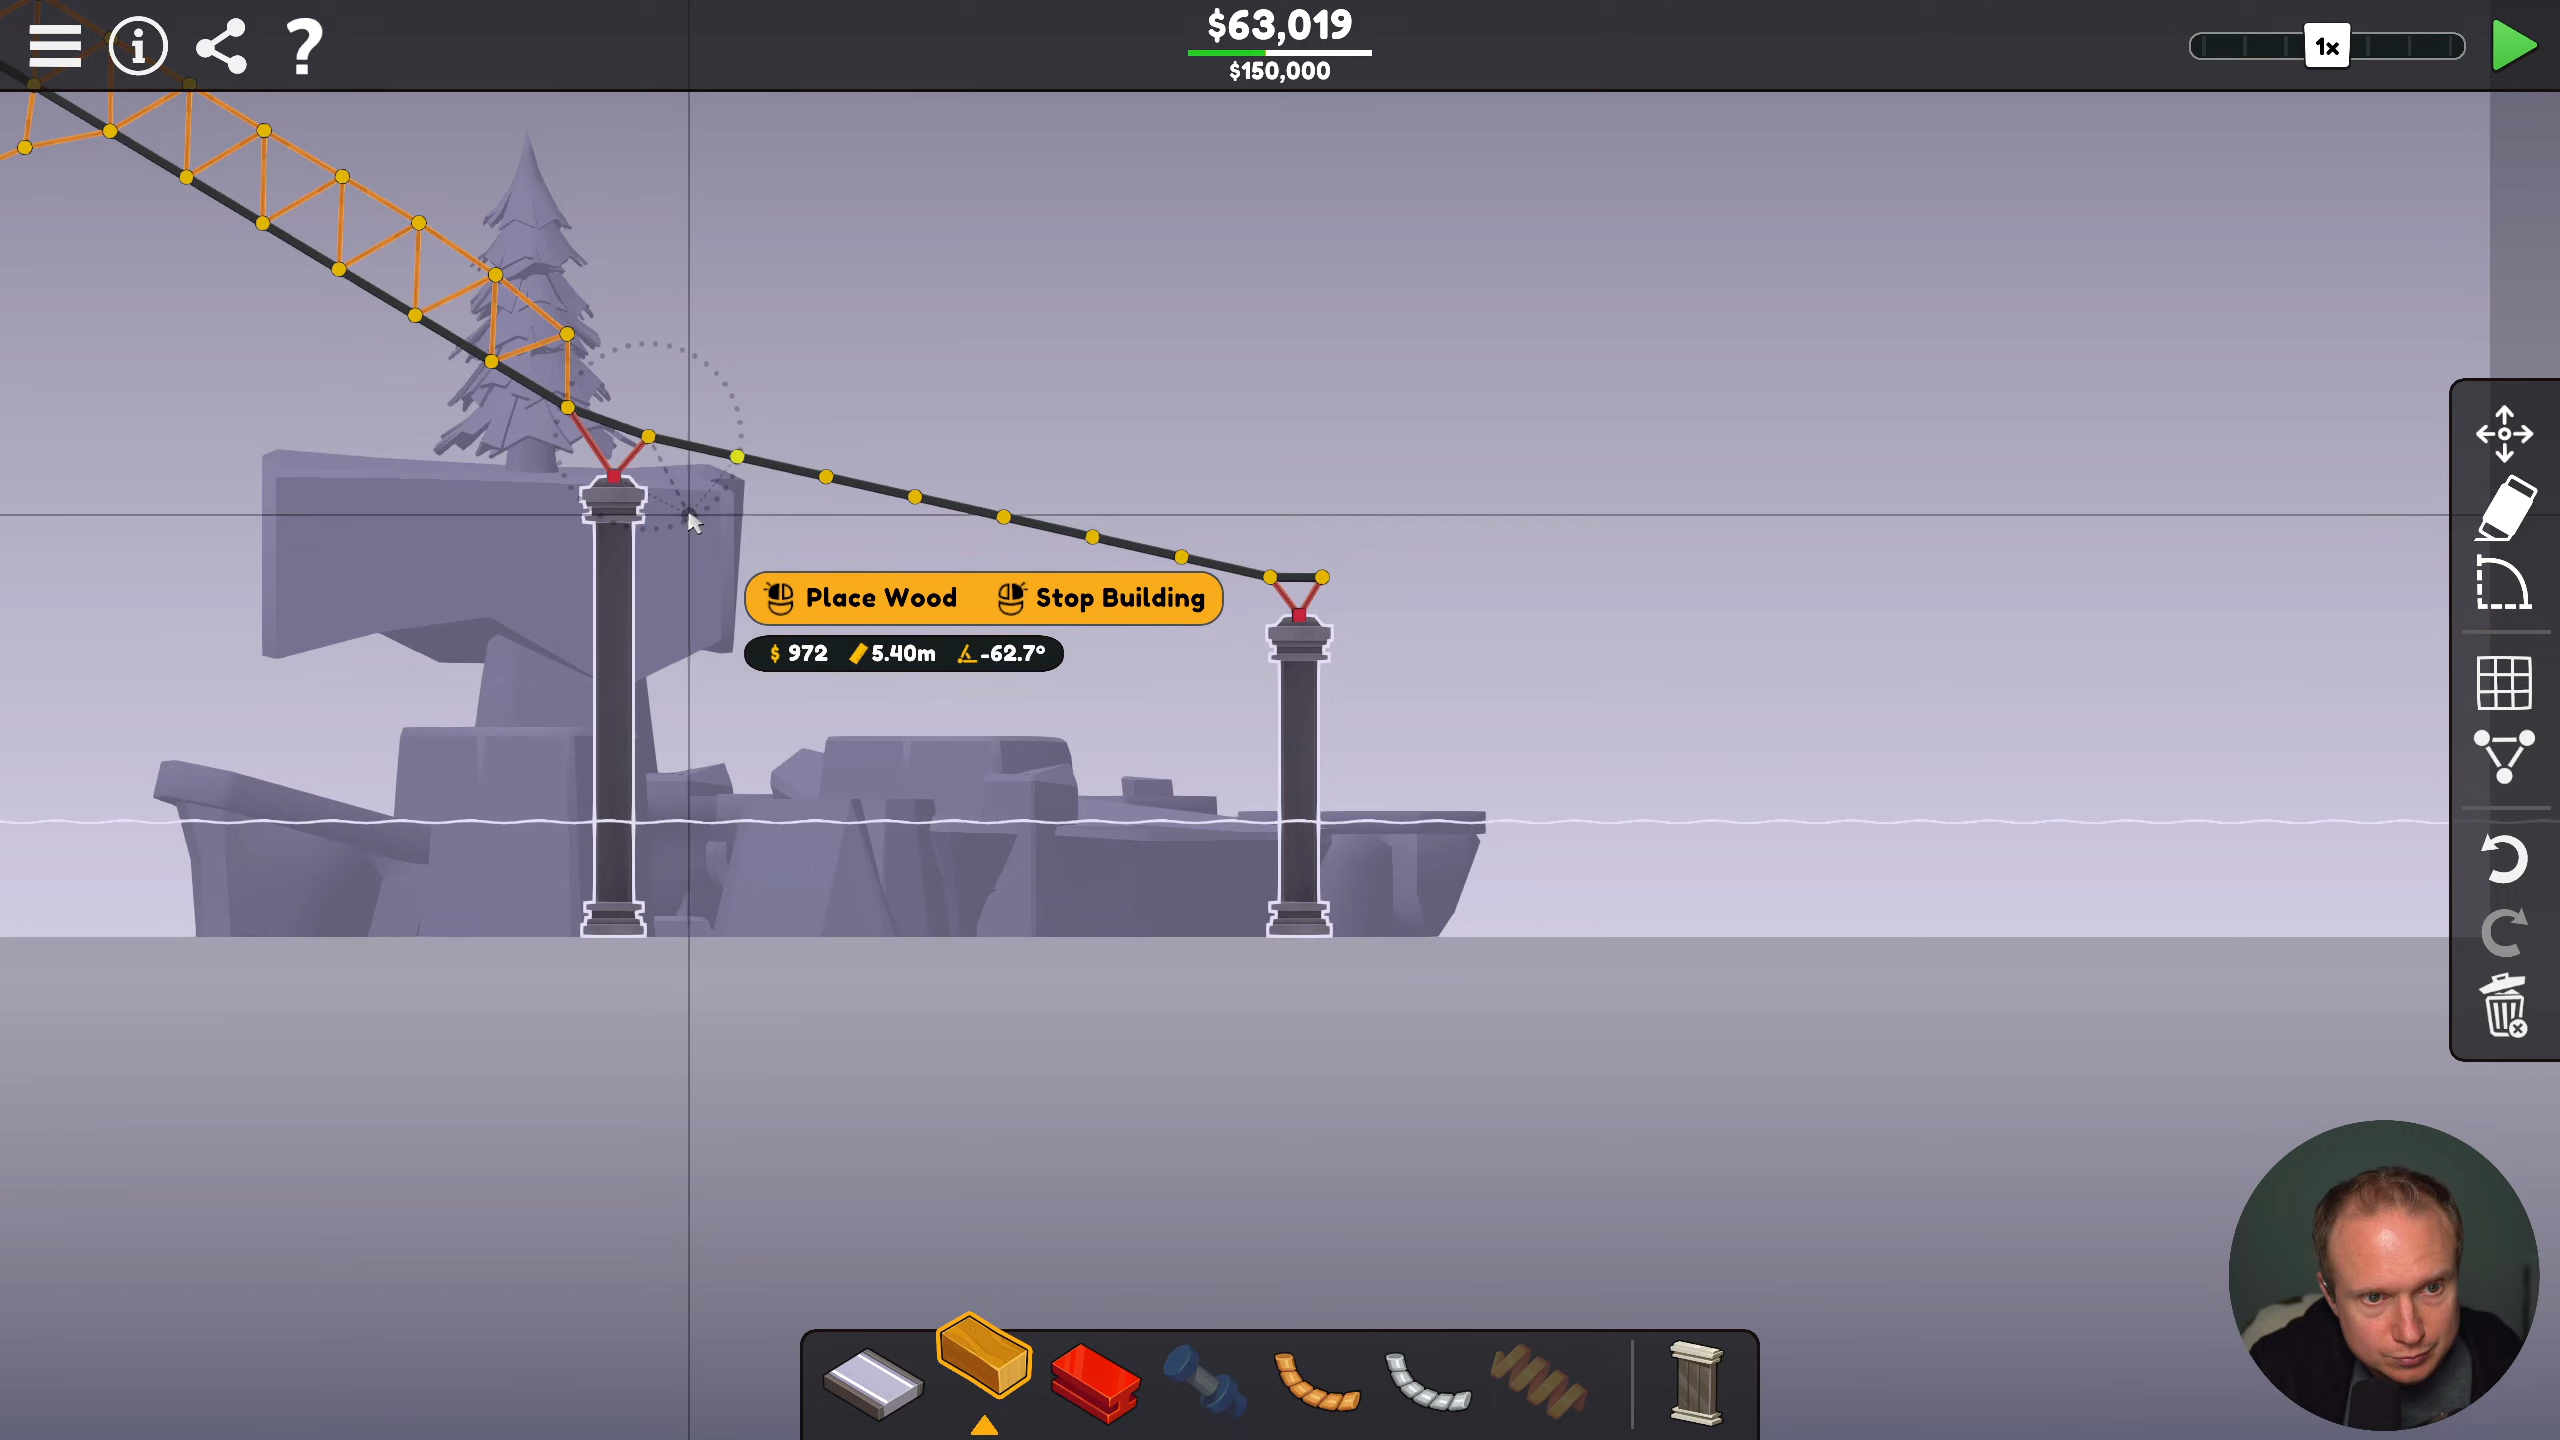 $63,019
$150,000
1x
Place Wood
Stop Building
$ 972
5.40m
-62.7°